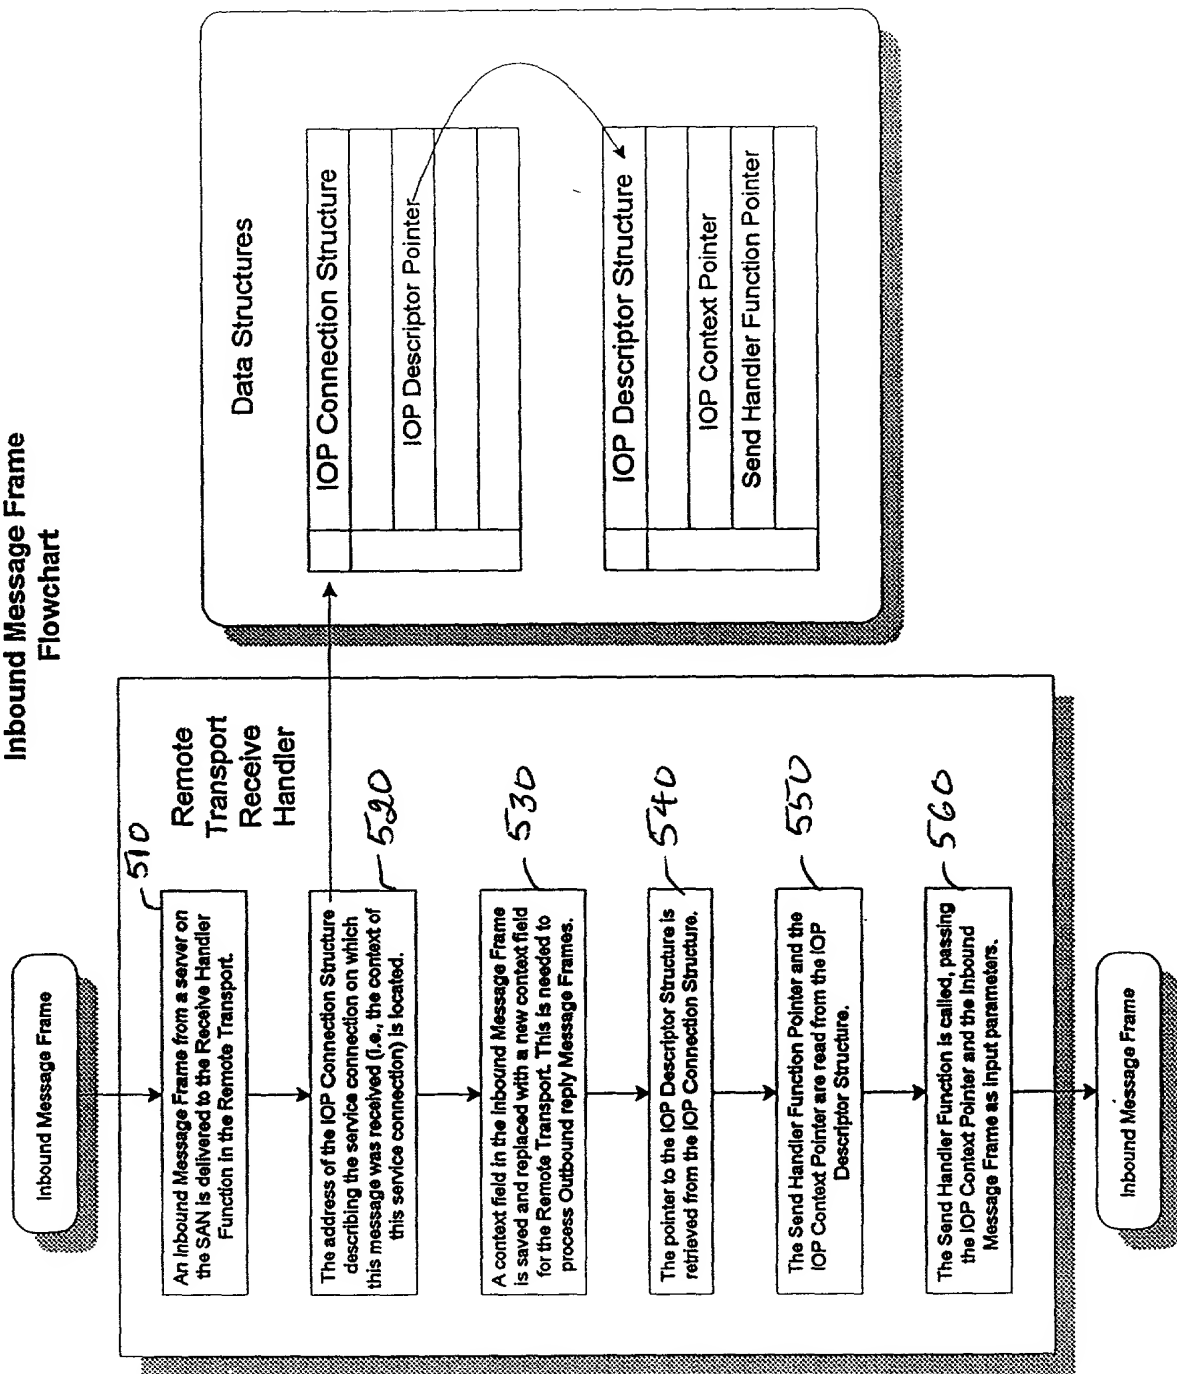 Inbound Message Frame
Flowchart
Inbound Message Frame
Remote
Transport
Receive
Handler
510
An Inbound Message Frame from a server on
the SAN is delivered to the Receive Handler
Function in the Remote Transport.
520
The address of the IOP Connection Structure
describing the service connection on which
this message was received (i.e., the context of
this service connection) is located.
530
A context field in the Inbound Message Frame
is saved and replaced with a new context field
for the Remote Transport. This is needed to
process Outbound reply Message Frames.
540
The pointer to the IOP Descriptor Structure is
retrieved from the IOP Connection Structure.
550
The Send Handler Function Pointer and the
IOP Context Pointer are read from the IOP
Descriptor Structure.
560
The Send Handler Function is called, passing
the IOP Context Pointer and the Inbound
Message Frame as input parameters.
Inbound Message Frame
Data Structures
IOP Connection Structure
IOP Descriptor Pointer
IOP Descriptor Structure
IOP Context Pointer
Send Handler Function Pointer